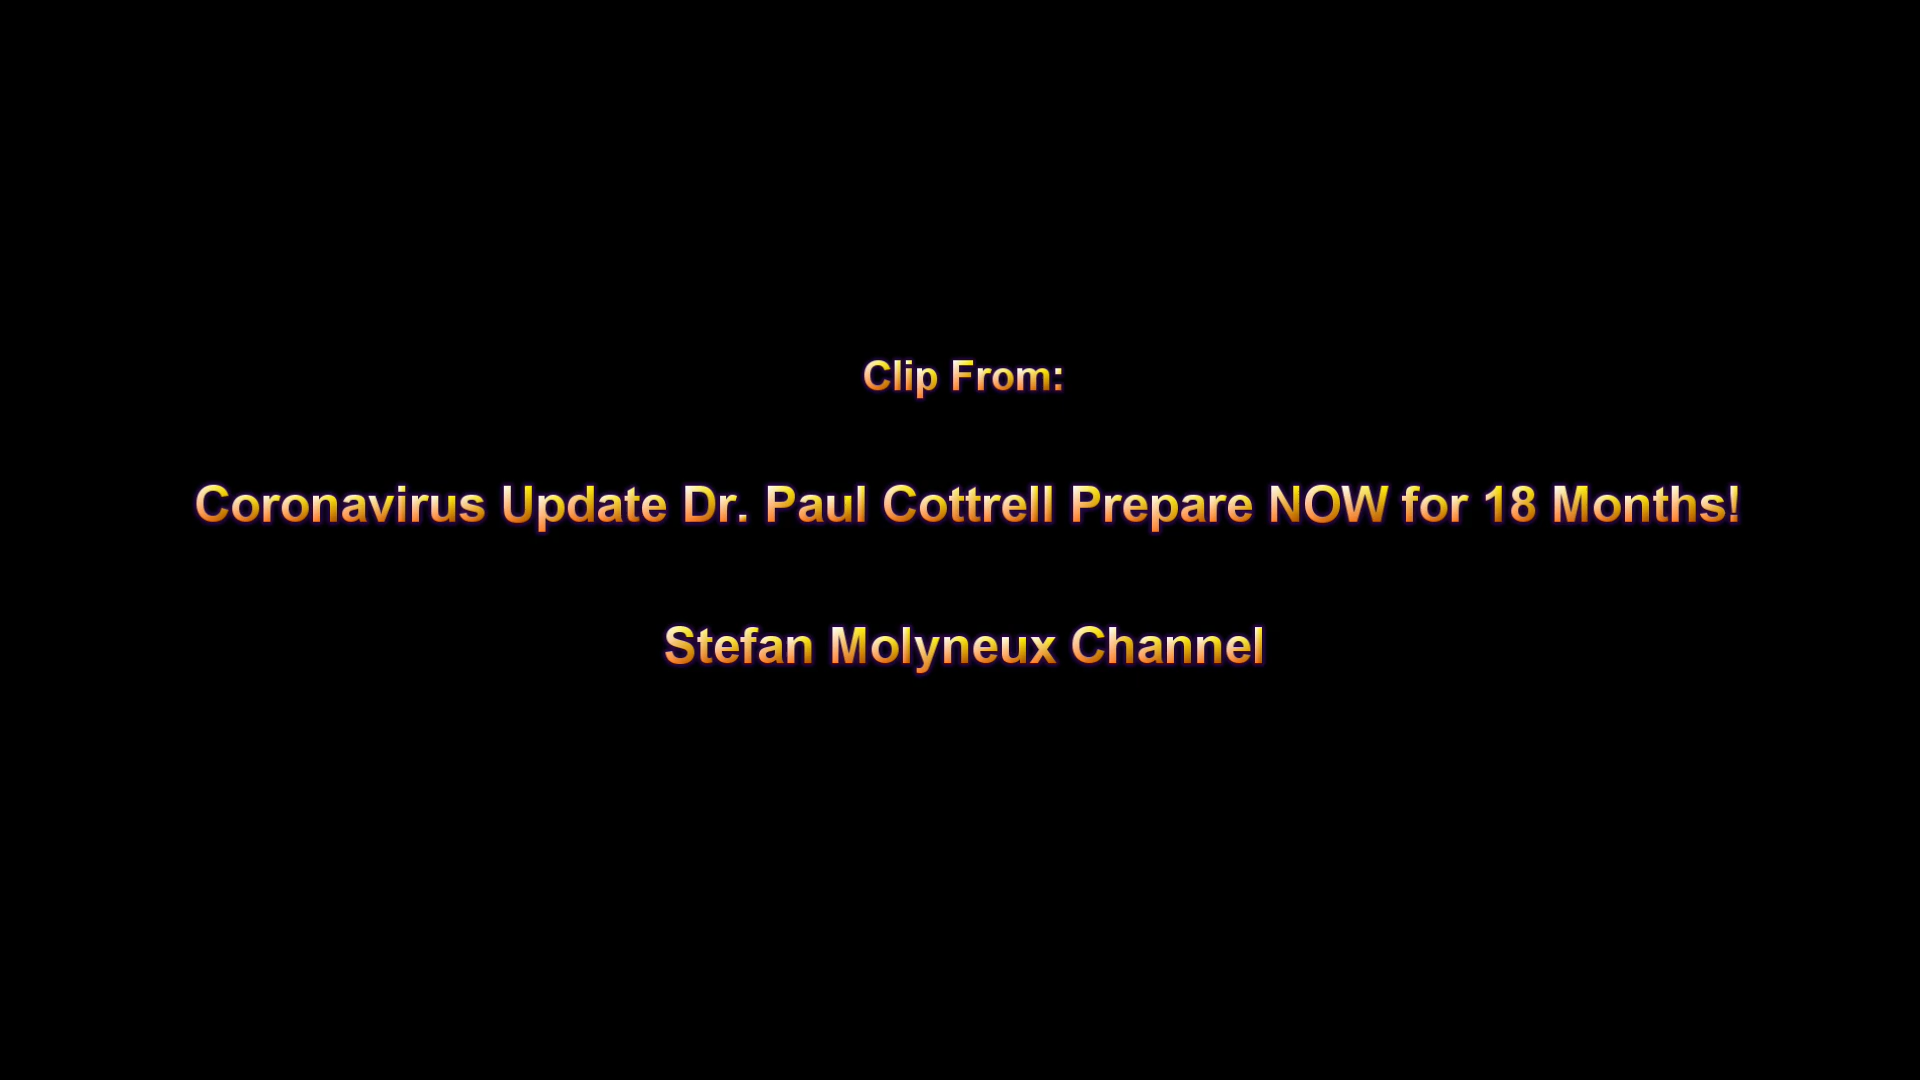 Clip From:
Coronavirus Update Dr. Paul Cottrell Prepare NOW for 18 Months!
Stefan Molyneux Channel